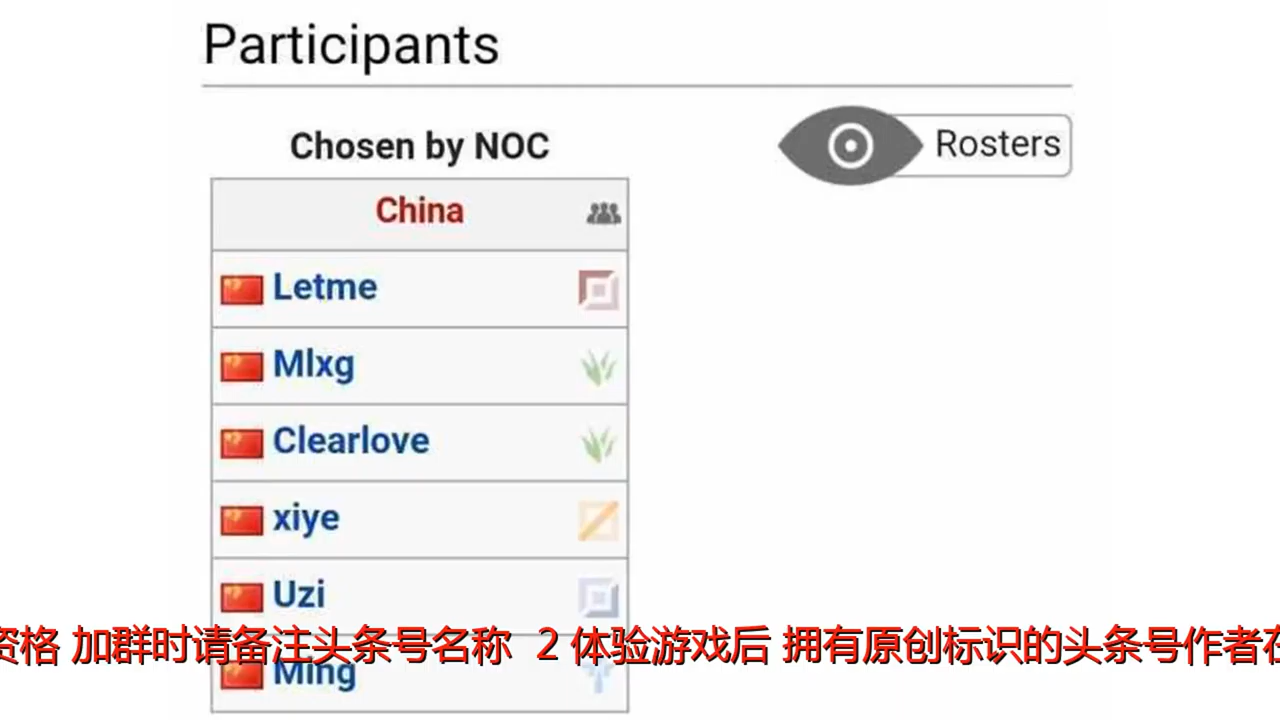 Participants
Chosen by NOC
Rosters
China
Letme
Mlxg
Clearlove
xiye
Uzi
资格 加群时请备注头条号名称 2 体验游戏后 拥有原创标识的头条号作者在
Ming